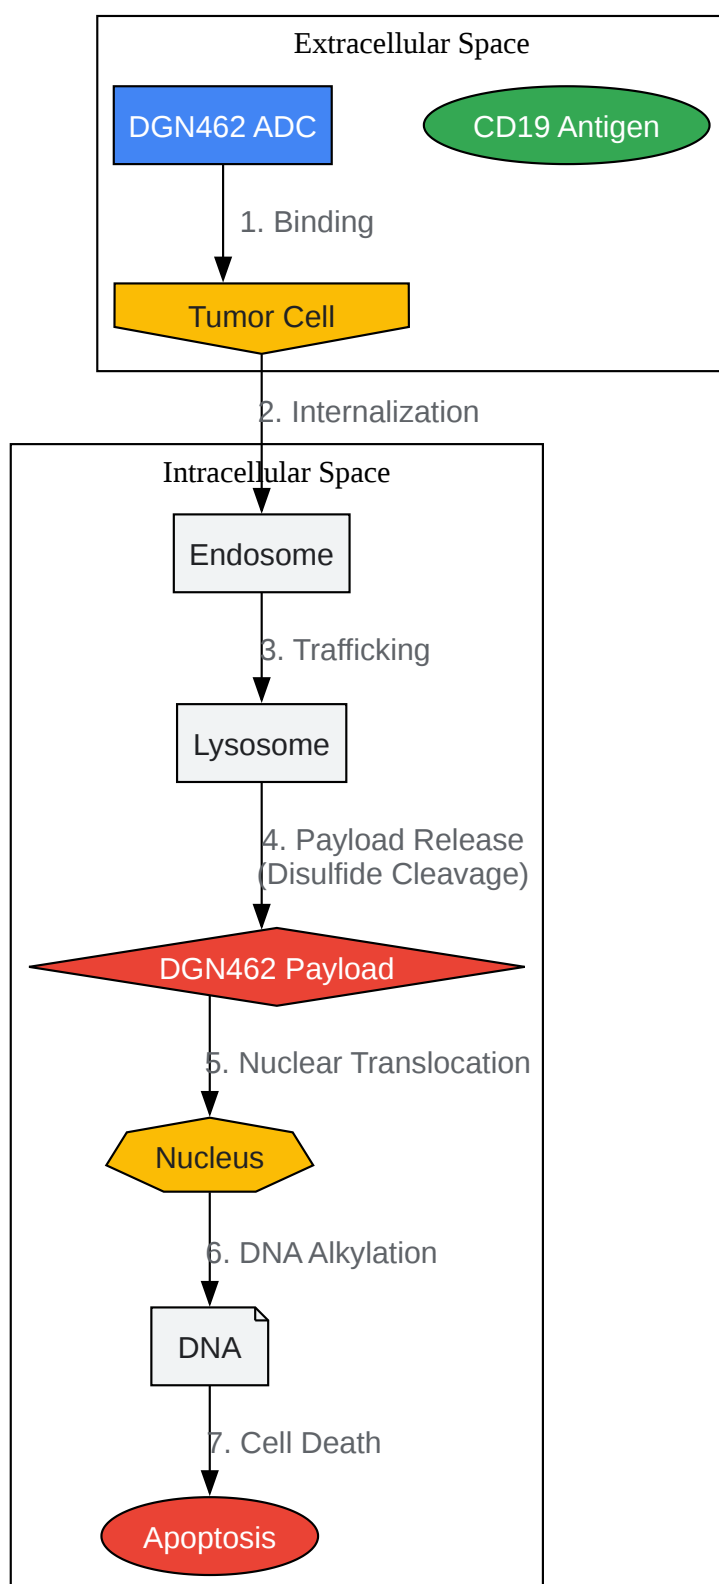 Extracellular Space
DGN462 ADC
CD19 Antigen
1. Binding
Tumor Cell
2. Internalization
Intracellular Space
Endosome
3. Trafficking
Lysosome
4. Payload Release
(Disulfide Cleavage)
DGN462 Payload
5. Nuclear Translocation
Nucleus
6. DNA Alkylation
DNA
7. Cell Death
Apoptosis